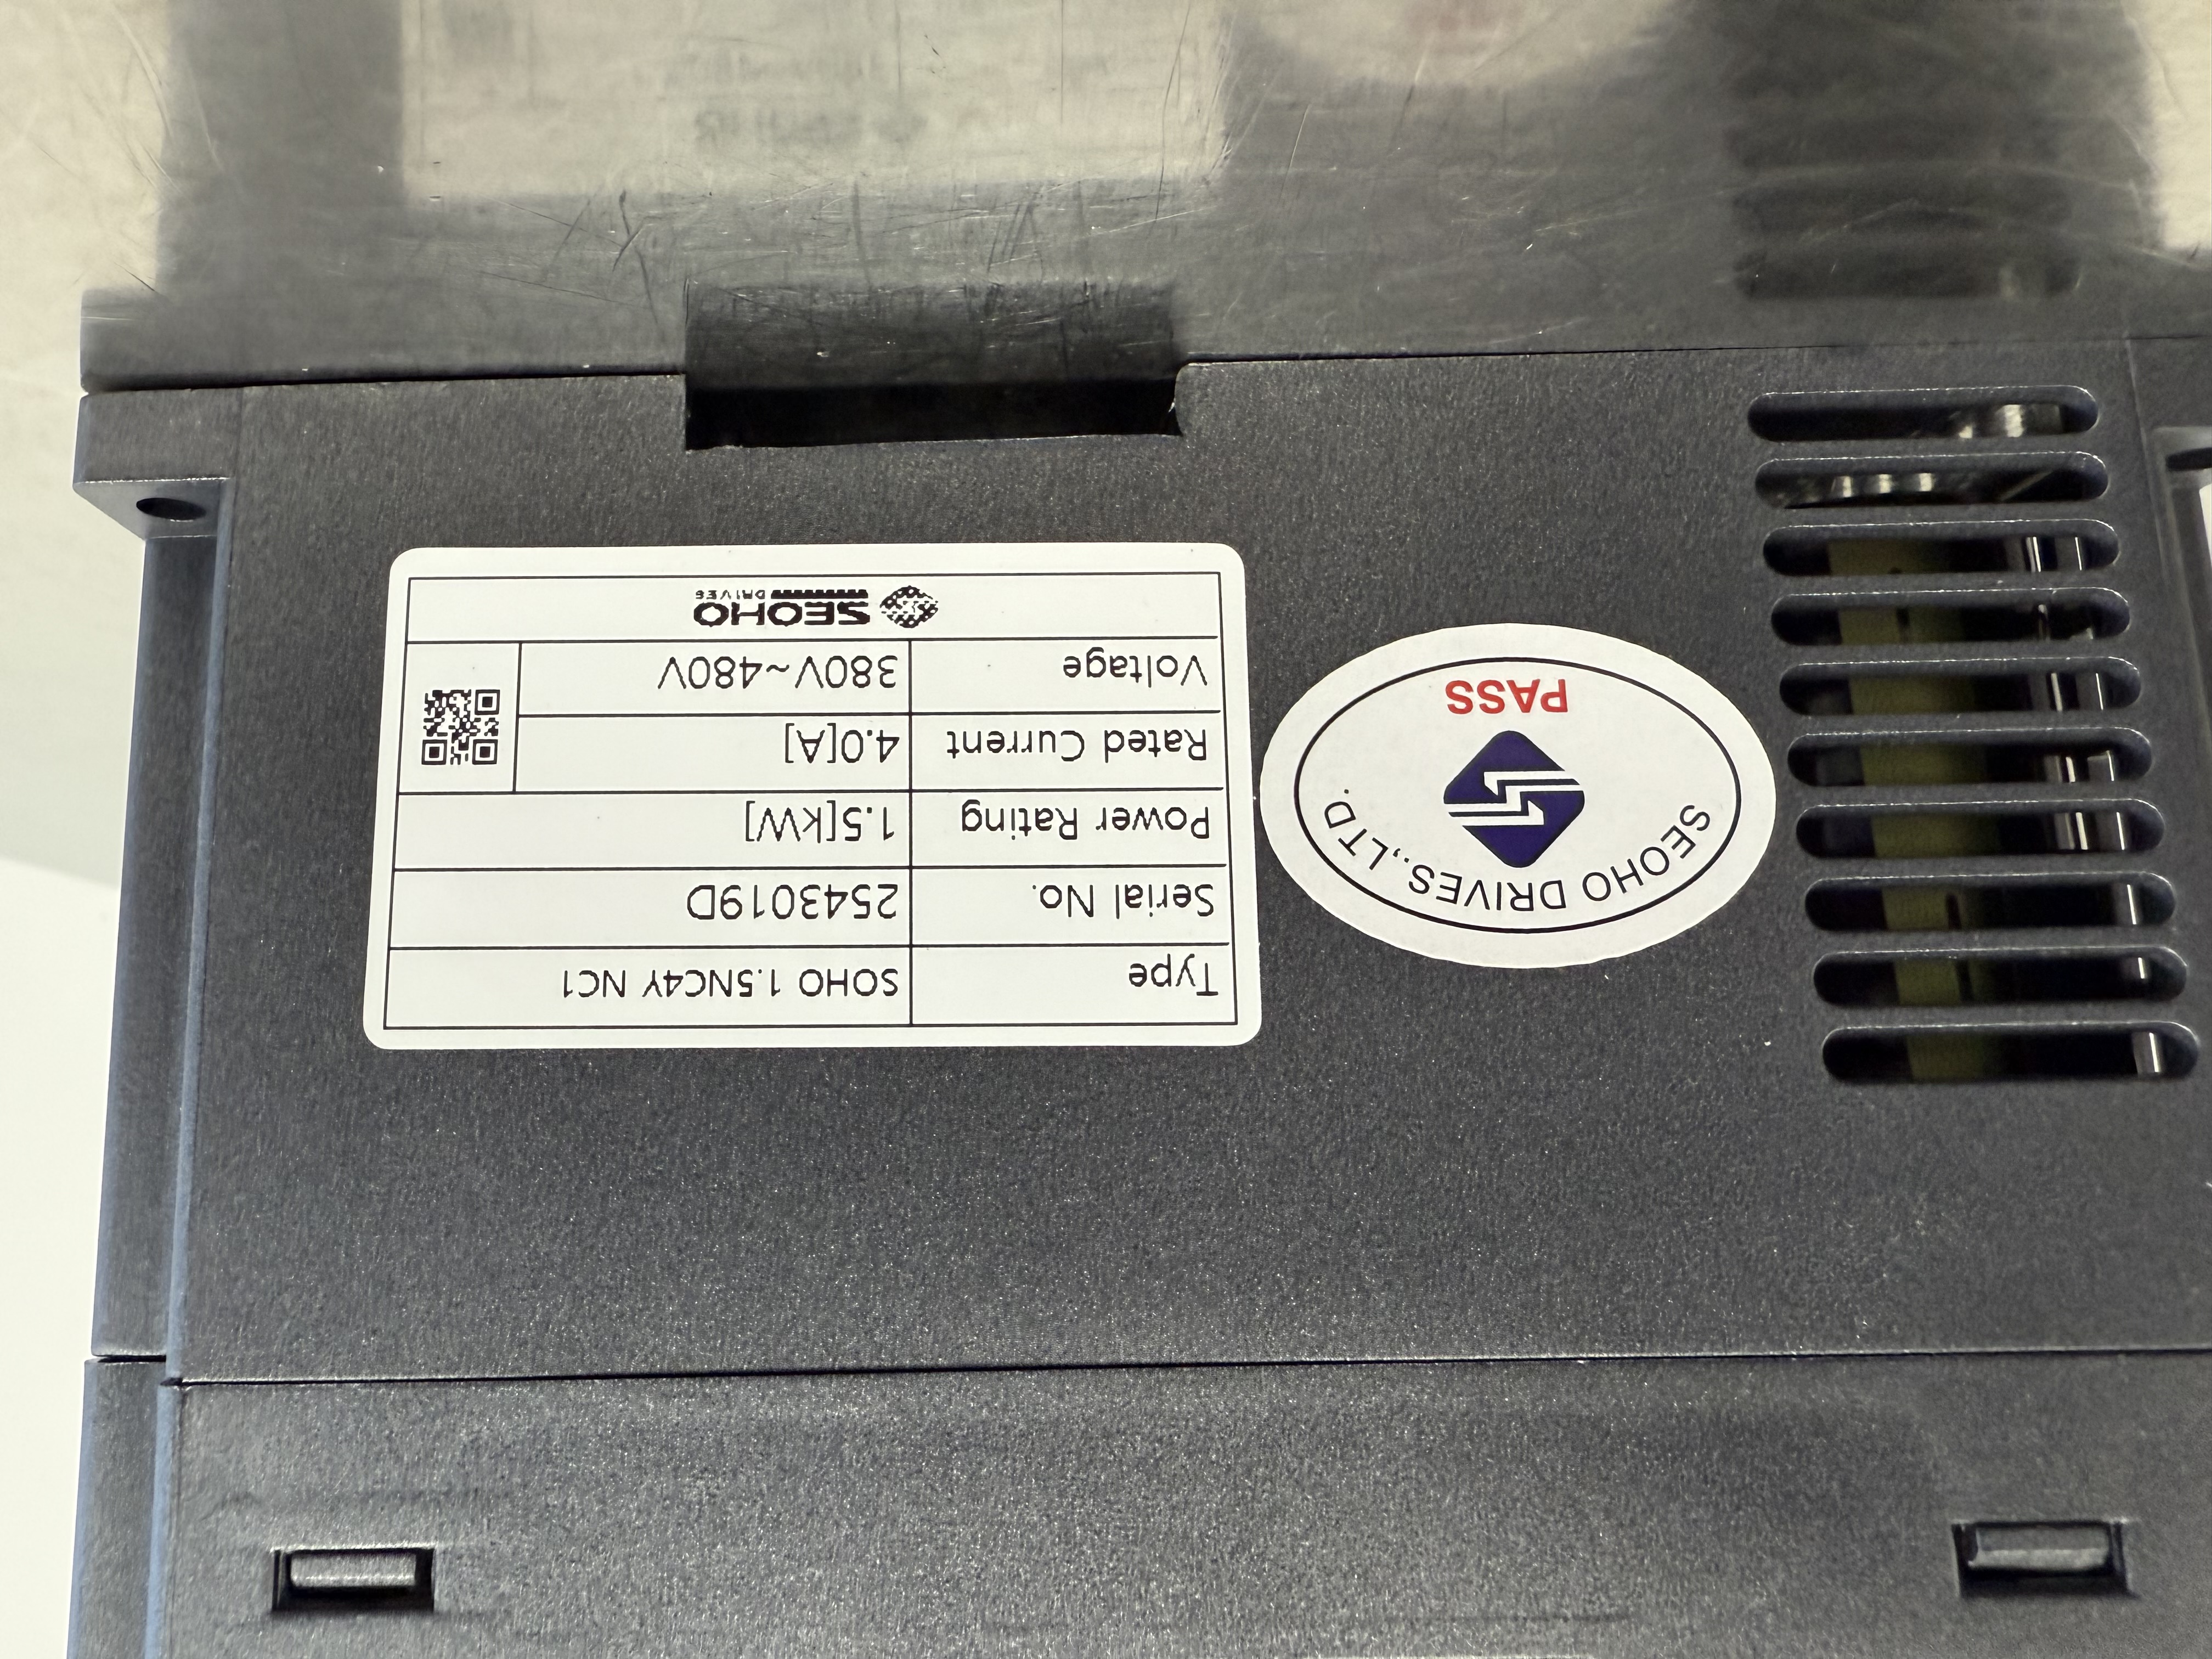 SEOHO
DRIVES
Voltage 380V~480V
Rated Current 4.0[A]
Power Rating 1.5[kW]
Serial No. 2543019D
Type SOHO 1.5NC4Y NC1
PASS
SEOHO DRIVES.,LTD.